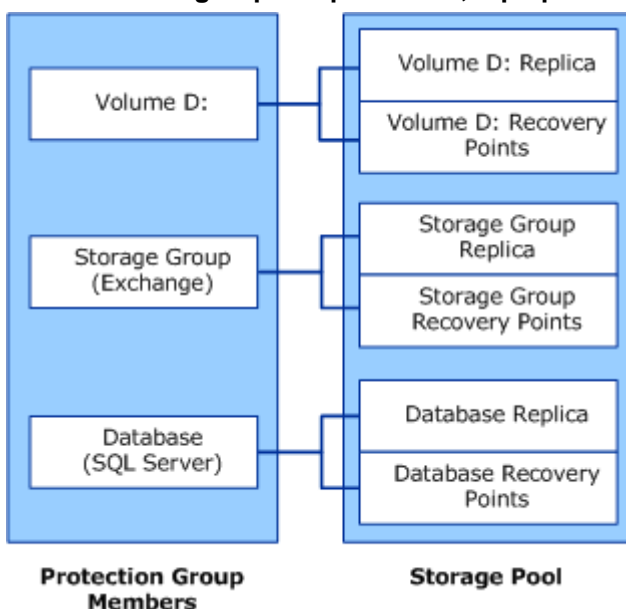 Volume D:
Volume D: Replica
Volume D: Recovery
Points
Storage Group
(Exchange)
Storage Group
Replica
Storage Group
Recovery Points
Database
(SQL Server)
Database Replica
Database Recovery
Points
Protection Group
Members
Storage Pool